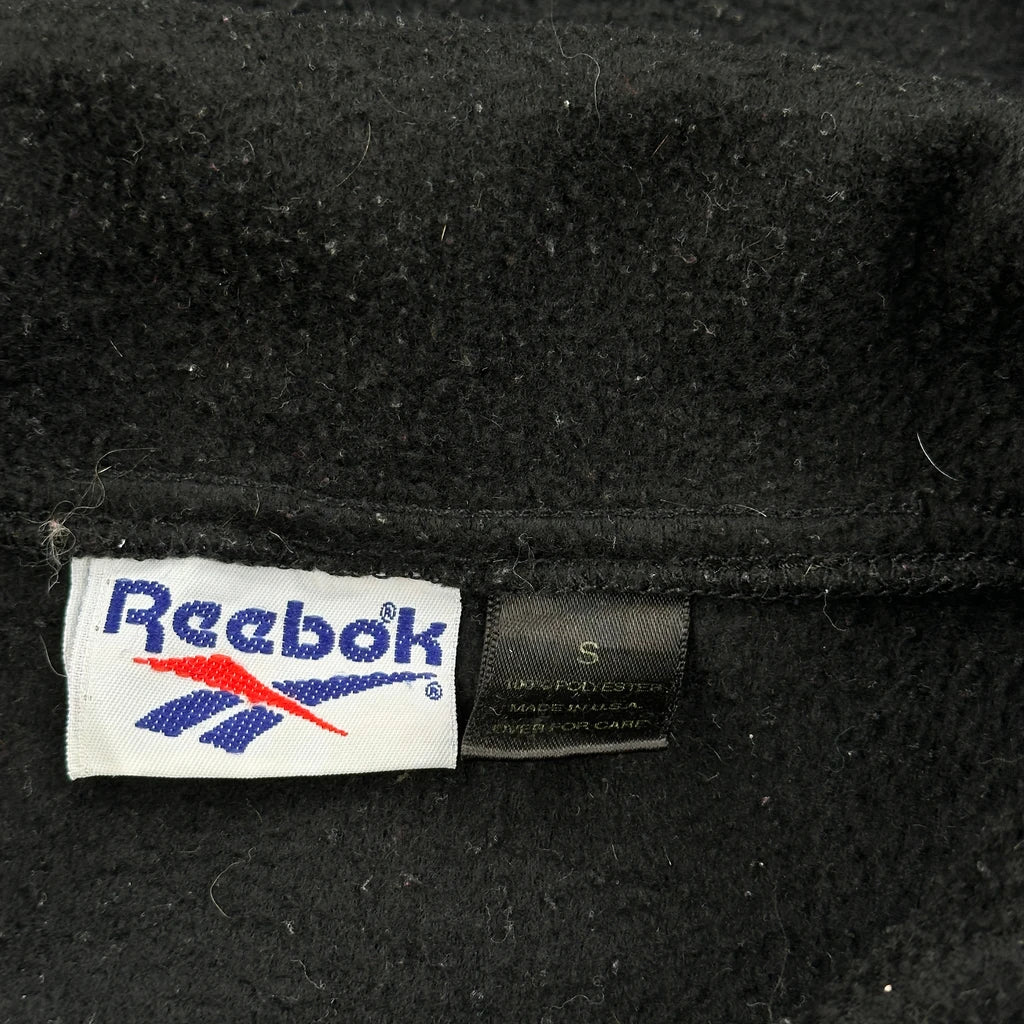 Reebok®
®
S
100% POLYESTER
MADE IN U.S.A.
OVER FOR CARE